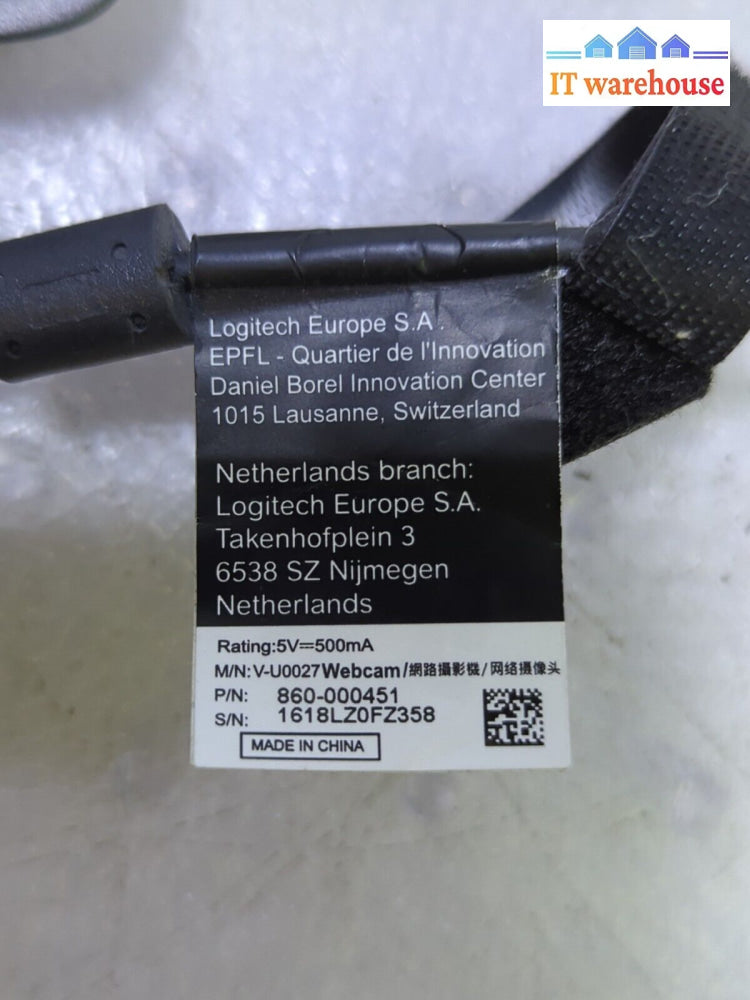 IT warehouse
Logitech Europe S.A.
EPFL - Quartier de l'Innovation
Daniel Borel Innovation Center
1015 Lausanne, Switzerland
Netherlands branch:
Logitech Europe S.A.
Takenhofplein 3
6538 SZ Nijmegen
Netherlands
Rating:5V⎓500mA
M/N: V-U0027 Webcam/網路攝影機/网络摄像头
P/N: 860-000451
S/N: 1618LZ0FZ358
MADE IN CHINA